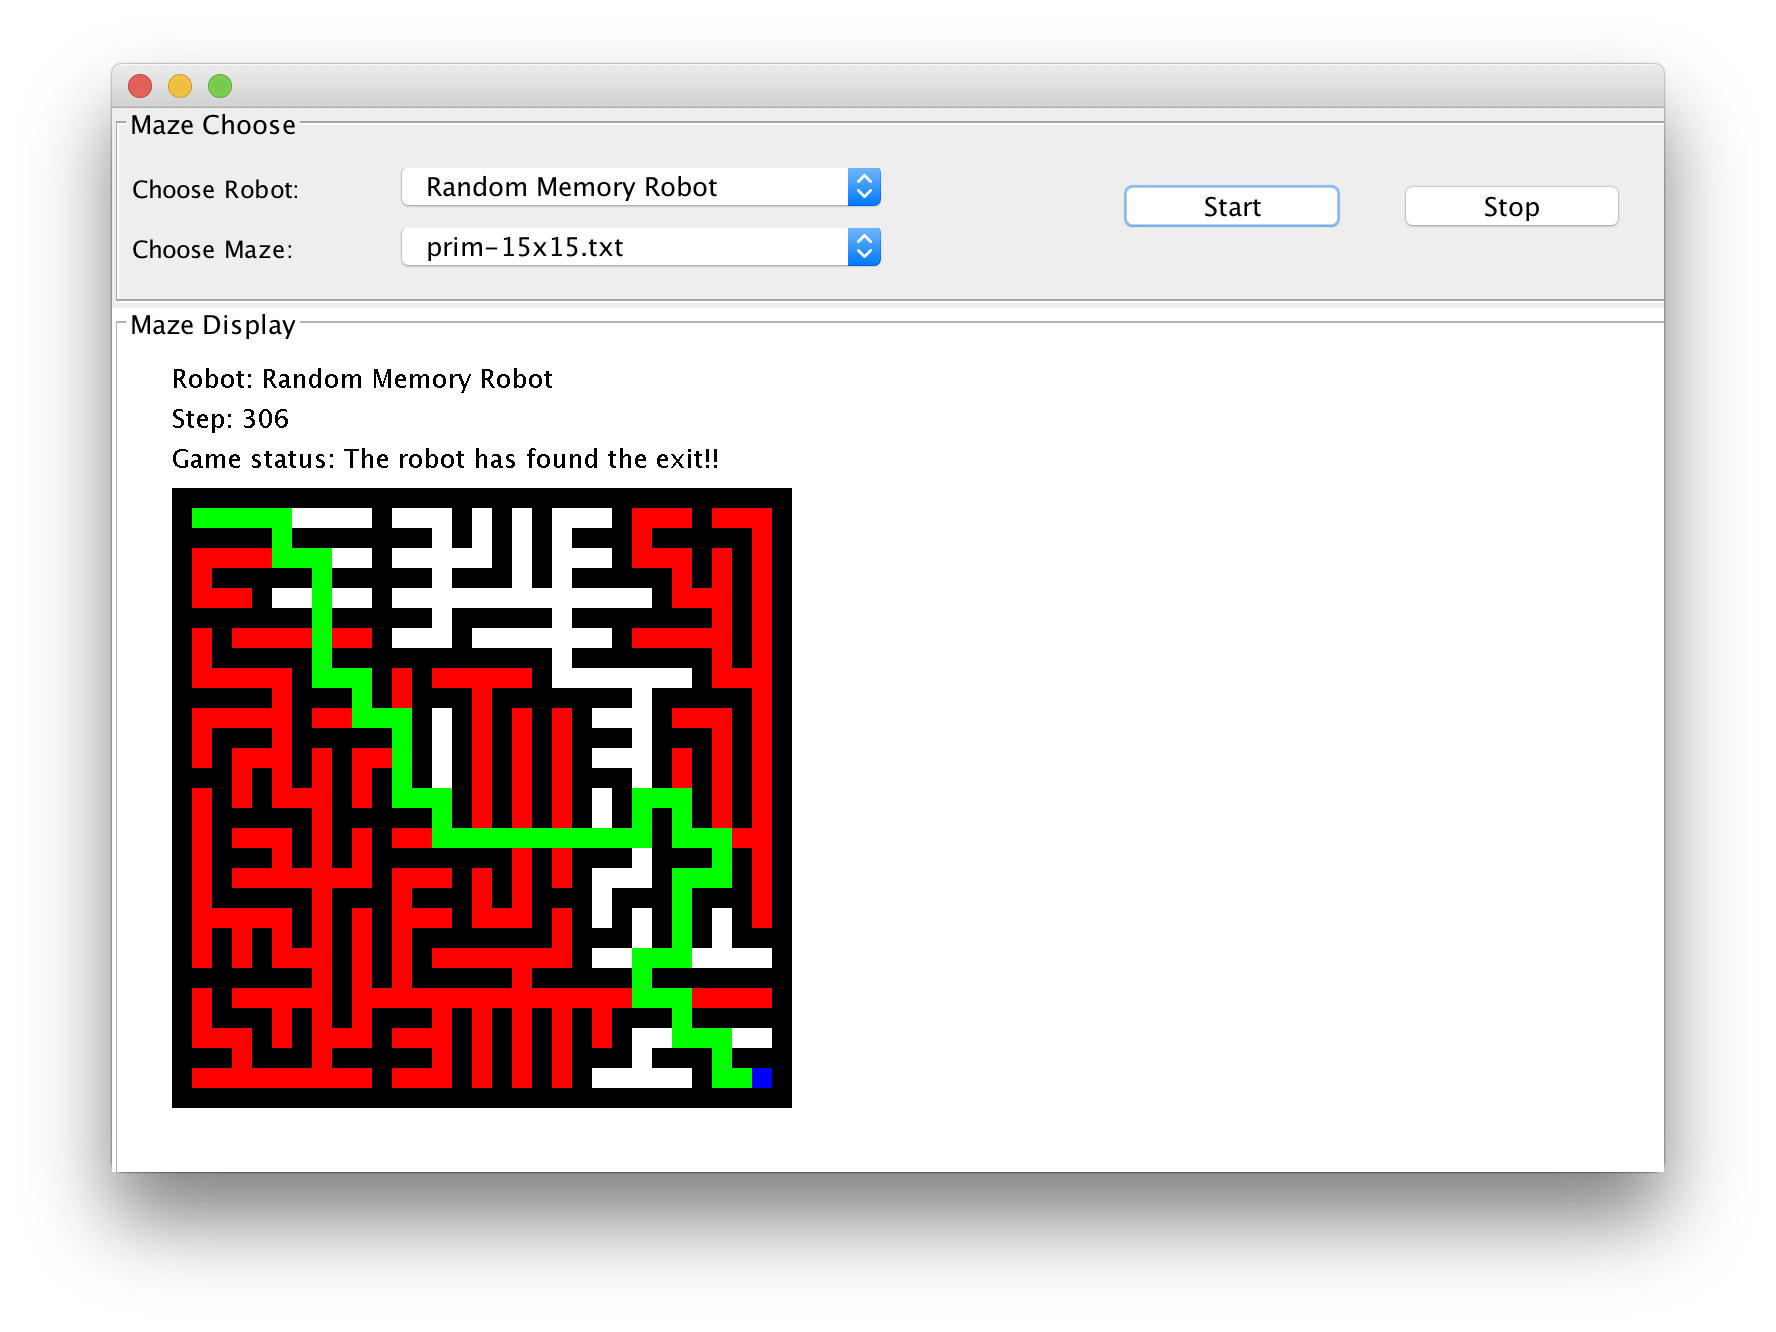 Maze Choose
Choose Robot:
Random Memory Robot
Choose Maze:
prim-15x15.txt
Start
Stop
Maze Display
Robot: Random Memory Robot
Step: 306
Game status: The robot has found the exit!!